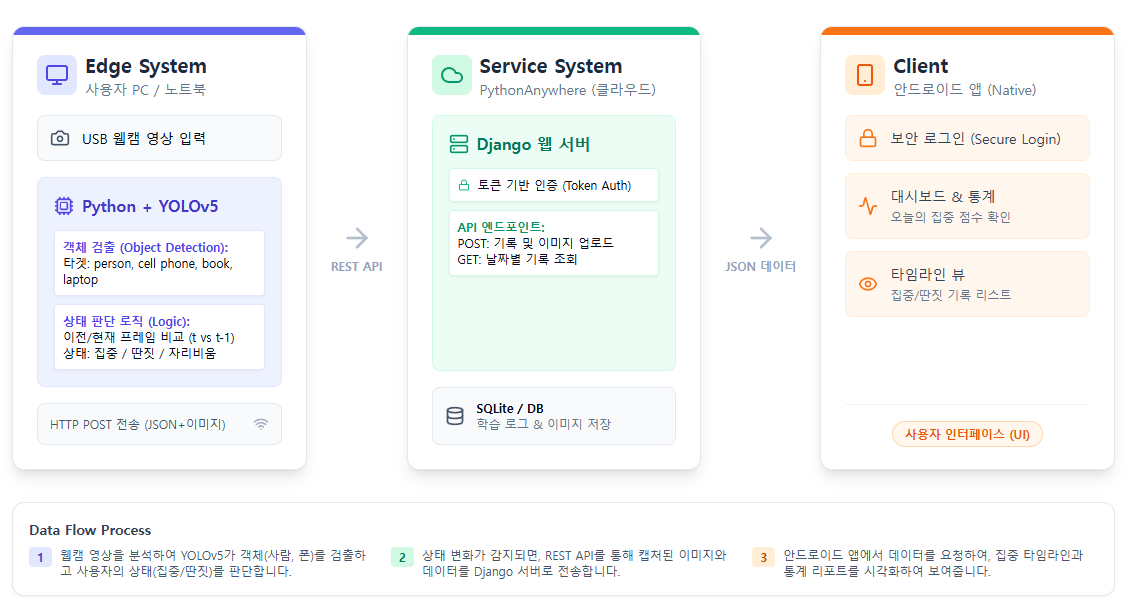 Edge System
사용자 PC / 노트북
USB 웹캠 영상 입력
Python + YOLOv5
객체 검출 (Object Detection):
타겟: person, cell phone, book,
laptop
상태 판단 로직 (Logic):
이전/현재 프레임 비교 (t vs t-1)
상태: 집중 / 딴짓 / 자리비움
HTTP POST 전송 (JSON+이미지)
REST API
Service System
PythonAnywhere (클라우드)
Django 웹 서버
토큰 기반 인증 (Token Auth)
API 엔드포인트:
POST: 기록 및 이미지 업로드
GET: 날짜별 기록 조회
SQLite / DB
학습 로그 & 이미지 저장
JSON 데이터
Client
안드로이드 앱 (Native)
보안 로그인 (Secure Login)
대시보드 & 통계
오늘의 집중 점수 확인
타임라인 뷰
집중/딴짓 기록 리스트
사용자 인터페이스 (UI)
Data Flow Process
1
웹캠 영상을 분석하여 YOLOv5가 객체(사람, 폰)를 검출하
고 사용자의 상태(집중/딴짓)를 판단합니다.
2
상태 변화가 감지되면, REST API를 통해 캡처된 이미지와
데이터를 Django 서버로 전송합니다.
3
안드로이드 앱에서 데이터를 요청하여, 집중 타임라인과
통계 리포트를 시각화하여 보여줍니다.